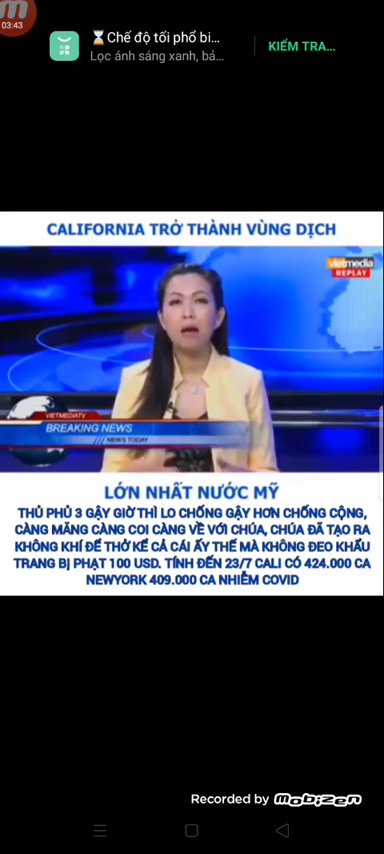 03:43
⏳Chế độ tối phổ bi...
Lọc ánh sáng xanh, bả...
KIỂM TRA...
CALIFORNIA TRỞ THÀNH VÙNG DỊCH
vietmedia
REPLAY
VIETMEDIATV
BREAKING NEWS
/// NEWS TODAY
LỚN NHẤT NƯỚC MỸ
THỦ PHỦ 3 GẬY GIỜ THÌ LO CHỐNG GẬY HƠN CHỐNG CỘNG,
CÀNG MĂNG CÀNG COI CÀNG VỀ VỚI CHÚA, CHÚA ĐÃ TẠO RA
KHÔNG KHÍ ĐỂ THỞ KỂ CẢ CÁI ẤY THẾ MÀ KHÔNG ĐEO KHẨU
TRANG BỊ PHẠT 100 USD. TÍNH ĐẾN 23/7 CALI CÓ 424.000 CA
NEWYORK 409.000 CA NHIỄM COVID
Recorded by mobizen